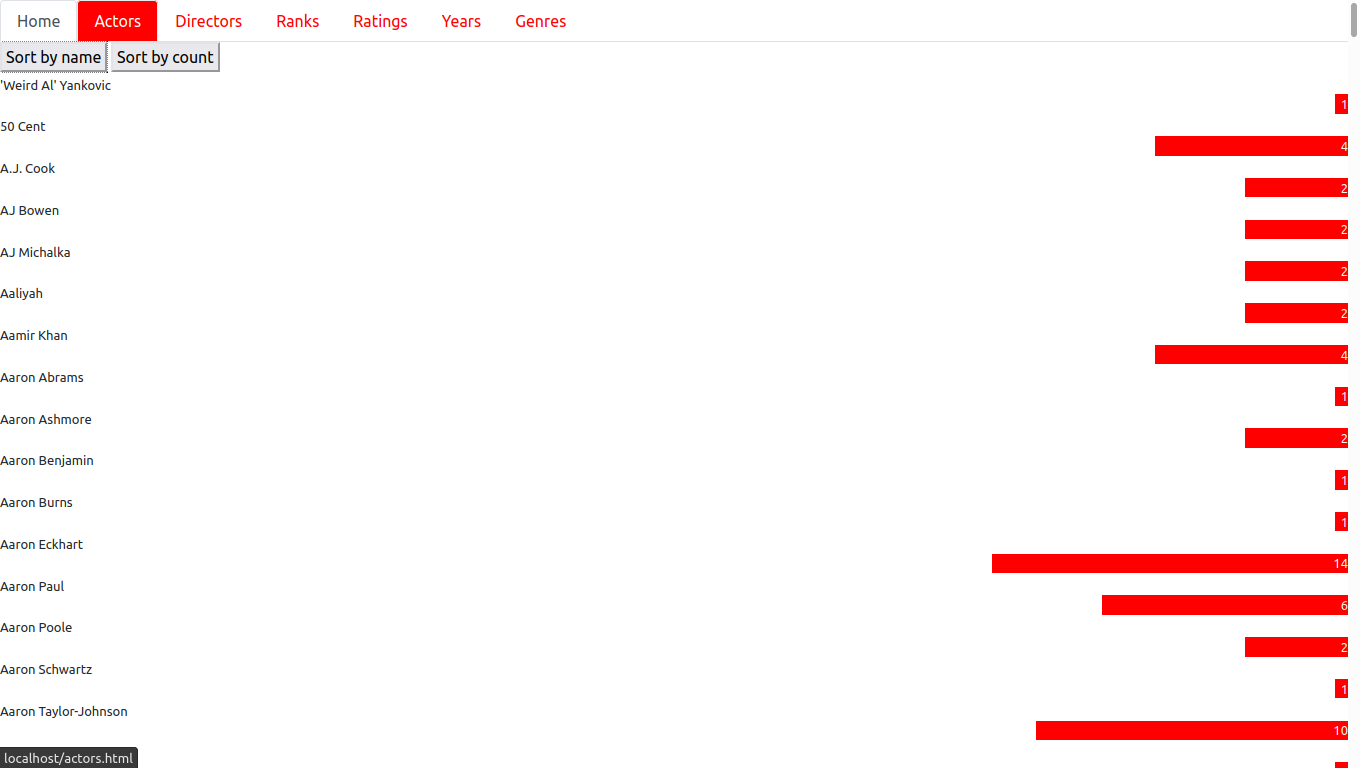 Home Actors Directors Ranks Ratings Years Genres
Sort by name Sort by count
'Weird Al' Yankovic
1
50 Cent
4
A.J. Cook
2
AJ Bowen
2
AJ Michalka
2
Aaliyah
2
Aamir Khan
4
Aaron Abrams
1
Aaron Ashmore
2
Aaron Benjamin
1
Aaron Burns
1
Aaron Eckhart
14
Aaron Paul
6
Aaron Poole
2
Aaron Schwartz
1
Aaron Taylor-Johnson
10
localhost/actors.html